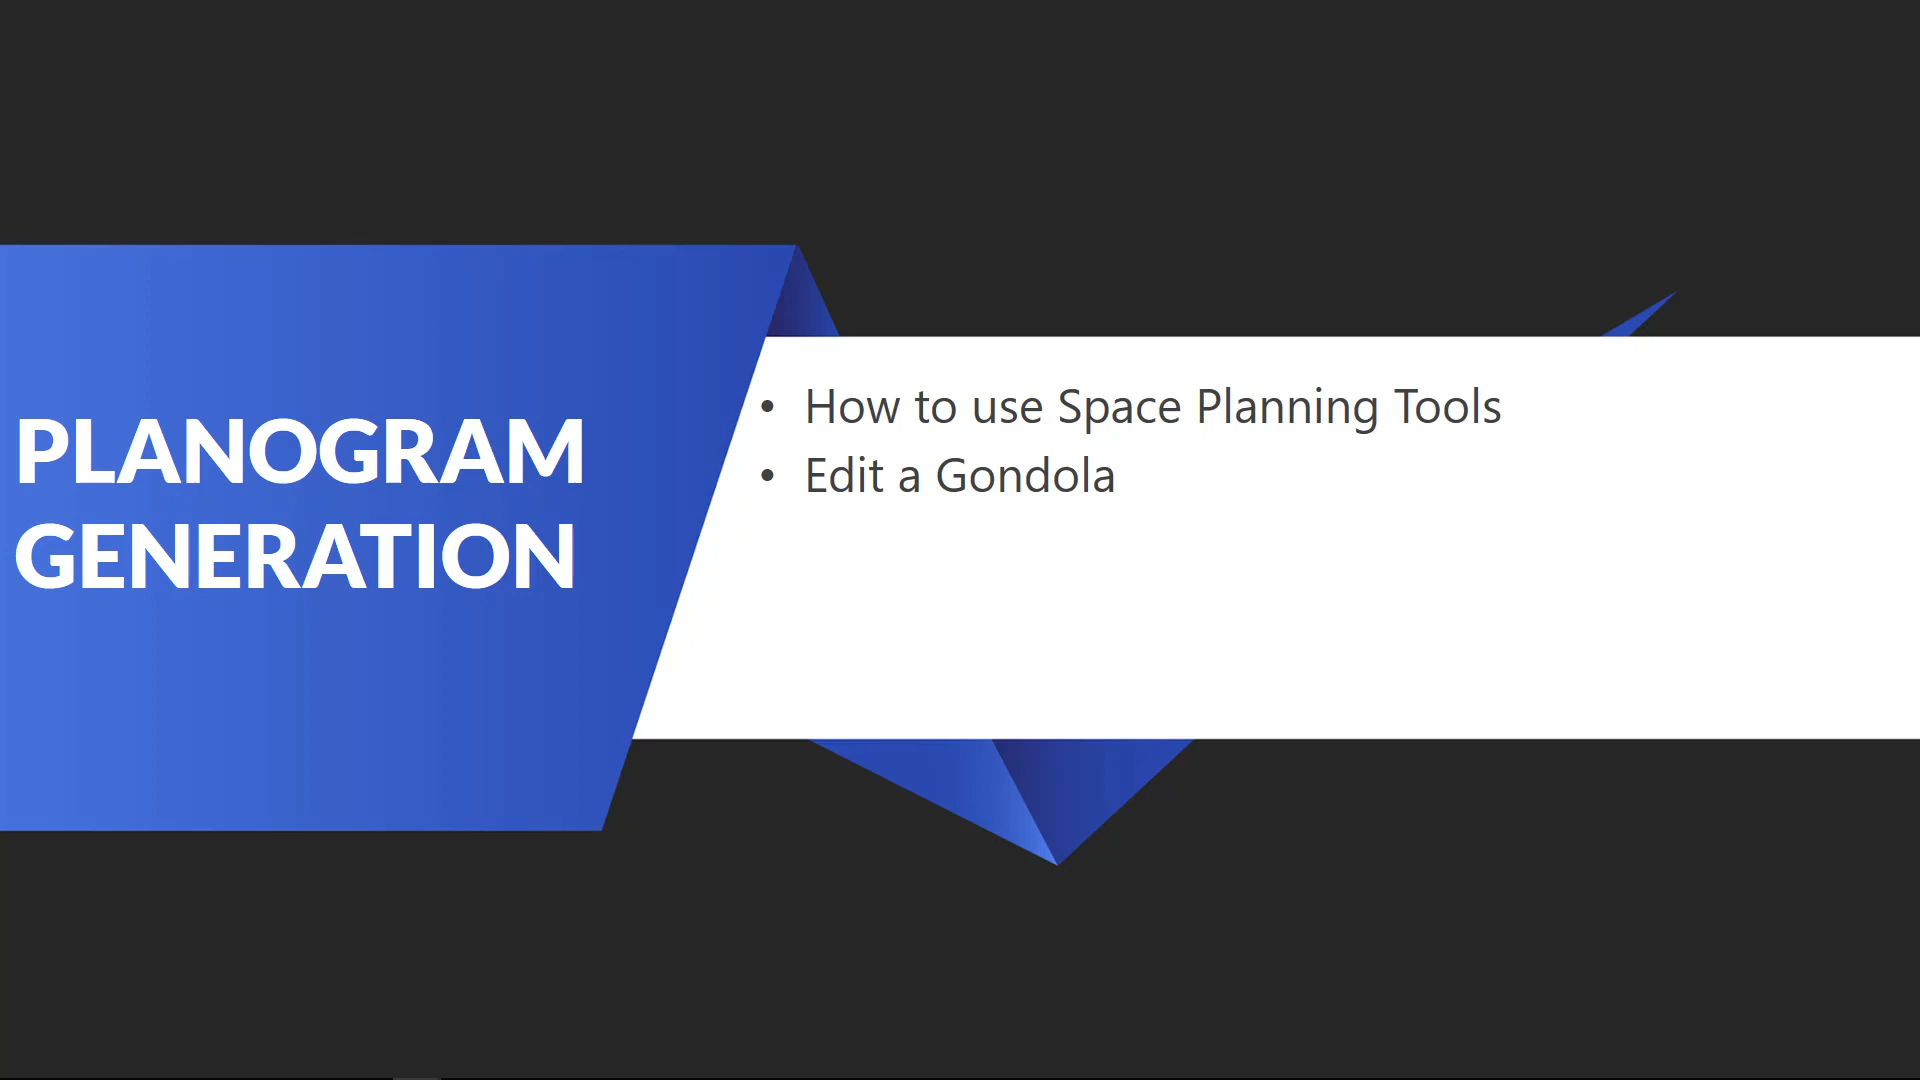 PLANOGRAM
GENERATION
• How to use Space Planning Tools
• Edit a Gondola